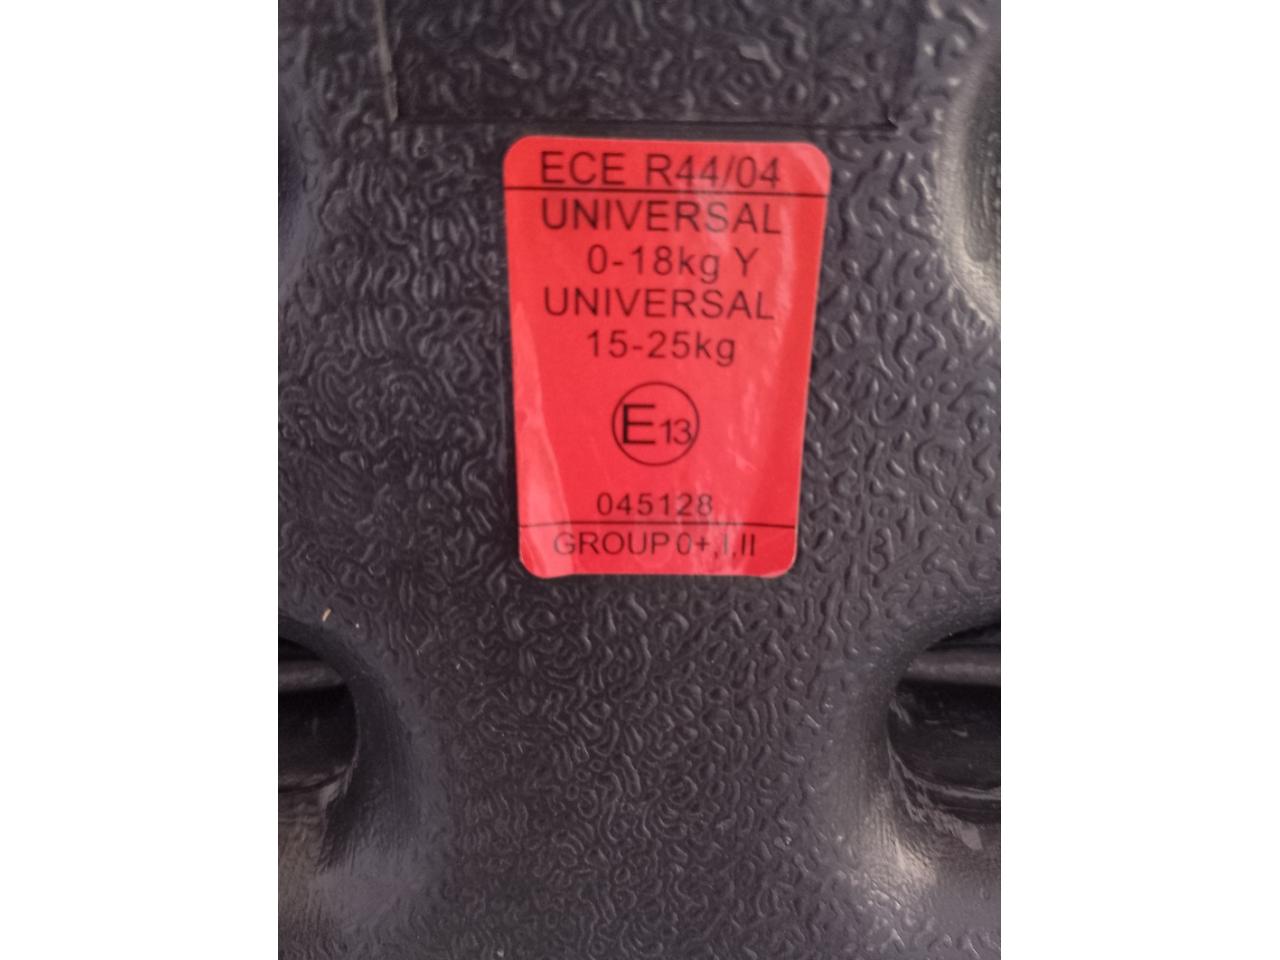 ECE R44/04
UNIVERSAL
0-18kg Y
UNIVERSAL
15-25kg
E13
045128
GROUP 0+,I,II